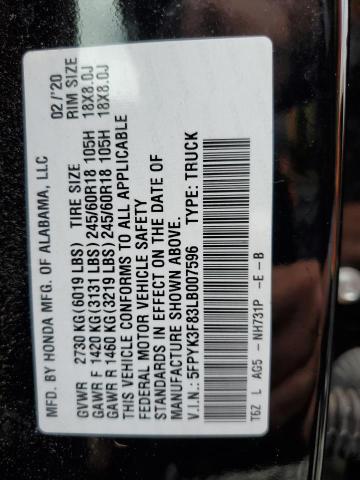 MFG. BY HONDA MFG. OF ALABAMA, LLC 02/'20
TIRE SIZE RIM SIZE
GVWR 2730 KG(6019 LBS)
GAWR F 1420 KG(3131 LBS)245/60R18 105H 18X8.0J
GAWR R 1460 KG(3219 LBS)245/60R18 105H 18X8.0J
THIS VEHICLE CONFORMS TO ALL APPLICABLE
FEDERAL MOTOR VEHICLE SAFETY
STANDARDS IN EFFECT ON THE DATE OF
MANUFACTURE SHOWN ABOVE.
V.I.N.: 5FPYK3F83LB007596 TYPE: TRUCK
T6Z L AG5 - NH731P -E-B